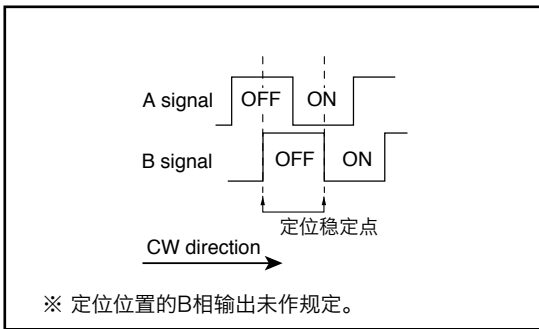 A signal OFF ON
B signal OFF ON
定位稳定点
CW direction
※ 定位位置的B相输出未作规定。